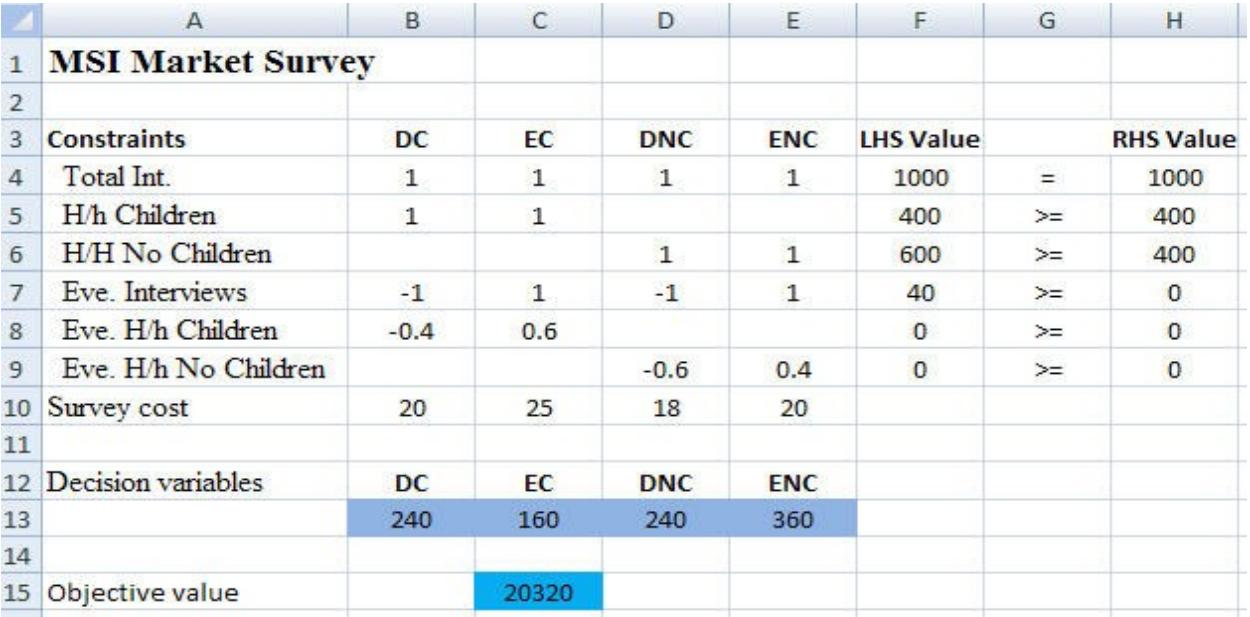 A B C D E F G H
1 MSI Market Survey
2
3 Constraints DC EC DNC ENC LHS Value RHS Value
4 Total Int. 1 1 1 1 1000 = 1000
5 H/h Children 1 1 400 >= 400
6 H/H No Children 1 1 600 >= 400
7 Eve. Interviews -1 1 -1 1 40 >= 0
8 Eve. H/h Children -0.4 0.6 0 >= 0
9 Eve. H/h No Children -0.6 0.4 0 >= 0
10 Survey cost 20 25 18 20
11
12 Decision variables DC EC DNC ENC
13 240 160 240 360
14
15 Objective value 20320